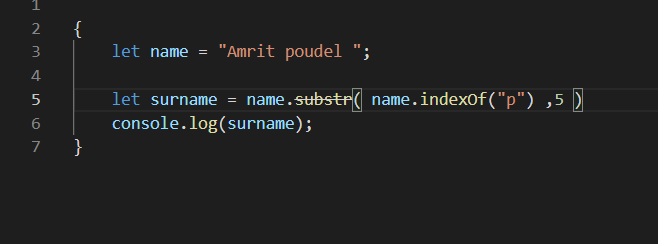 1
2 {
3 let name = "Amrit poudel ";
4
5 let surname = name.substr( name.indexOf("p") ,5 )
6 console.log(surname);
7 }